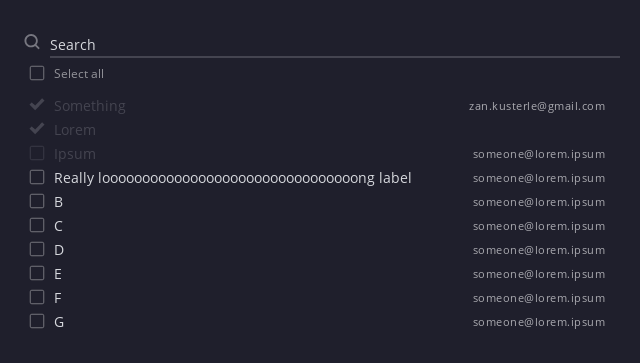 Search
Select all
Something zan.kusterle@gmail.com
Lorem
Ipsum someone@lorem.ipsum
Really looooooooooooooooooooooooooooooooong label someone@lorem.ipsum
B someone@lorem.ipsum
C someone@lorem.ipsum
D someone@lorem.ipsum
E someone@lorem.ipsum
F someone@lorem.ipsum
G someone@lorem.ipsum